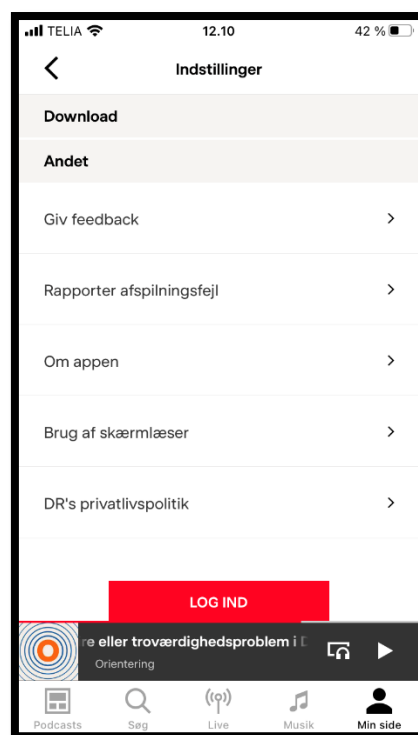 TELIA 12.10 42 %
Indstillinger
Download
Andet
Giv feedback
Rapporter afspilningsfejl
Om appen
Brug af skærmlæser
DR's privatlivspolitik
LOG IND
re eller troværdighedsproblem i D
Orientering
Podcasts Søg Live Musik Min side